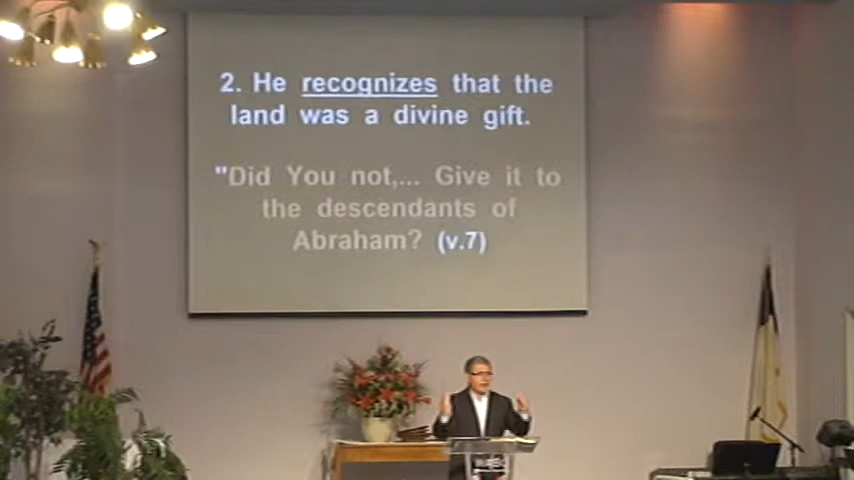 2. He recognizes that the
land was a divine gift.
"Did You not,... Give it to
the descendants of
Abraham? (v.7)